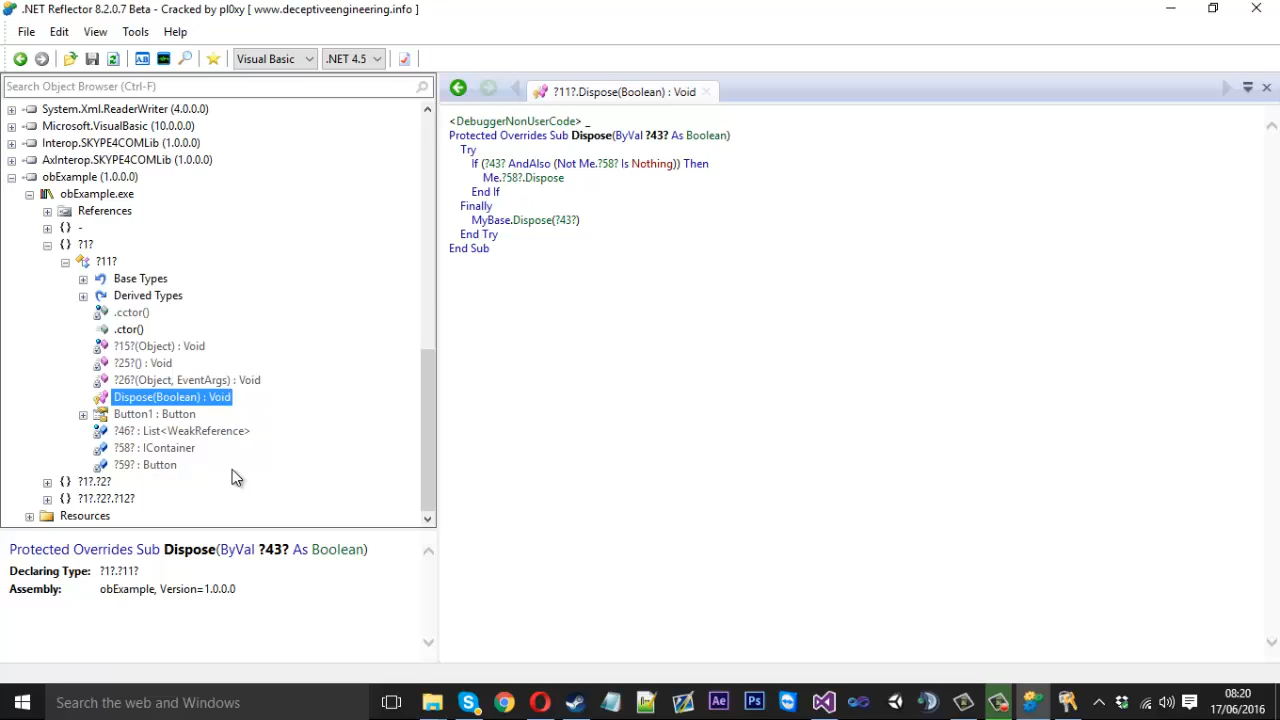 .NET Reflector 8.2.0.7 Beta - Cracked by pl0xy [ www.deceptiveengineering.info ]
File Edit View Tools Help
Visual Basic .NET 4.5
Search Object Browser (Ctrl-F)
System.Xml.ReaderWriter (4.0.0.0)
Microsoft.VisualBasic (10.0.0.0)
Interop.SKYPE4COMLib (1.0.0.0)
AxInterop.SKYPE4COMLib (1.0.0.0)
obExample (1.0.0.0)
obExample.exe
References
{} -
{} ?1?
?11?
Base Types
Derived Types
.cctor()
.ctor()
?15?(Object) : Void
?25?() : Void
?26?(Object, EventArgs) : Void
Dispose(Boolean) : Void
Button1 : Button
?46? : List<WeakReference>
?58? : IContainer
?59? : Button
{} ?1?.?2?
{} ?1?.?2?.?12?
Resources
Protected Overrides Sub Dispose(ByVal ?43? As Boolean)
Declaring Type: ?1?.?11?
Assembly: obExample, Version=1.0.0.0
?11?.Dispose(Boolean) : Void
<DebuggerNonUserCode> _
Protected Overrides Sub Dispose(ByVal ?43? As Boolean)
Try
If (?43? AndAlso (Not Me.?58? Is Nothing)) Then
Me.?58?.Dispose
End If
Finally
MyBase.Dispose(?43?)
End Try
End Sub
Search the web and Windows
Ae
Ps
08:20
17/06/2016